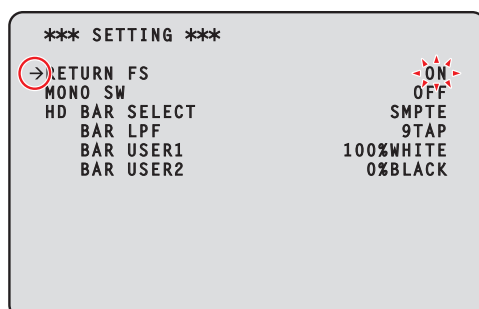 *** SETTING ***
→RETURN FS ON
MONO SW OFF
HD BAR SELECT SMPTE
BAR LPF 9TAP
BAR USER1 100%WHITE
BAR USER2 0%BLACK